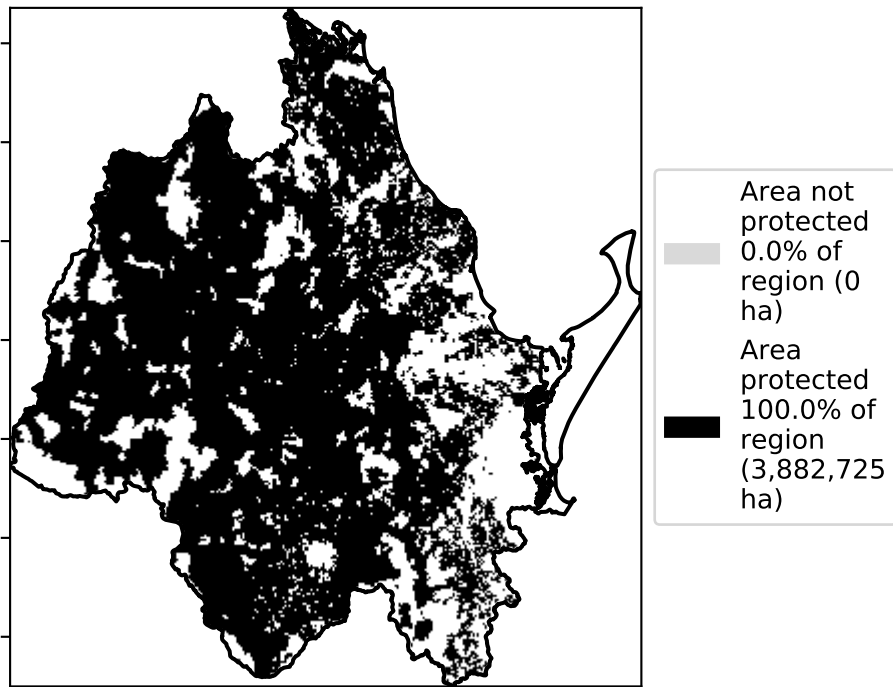 Area not
protected
0.0% of
region (0
ha)
Area
protected
100.0% of
region
(3,882,725
ha)